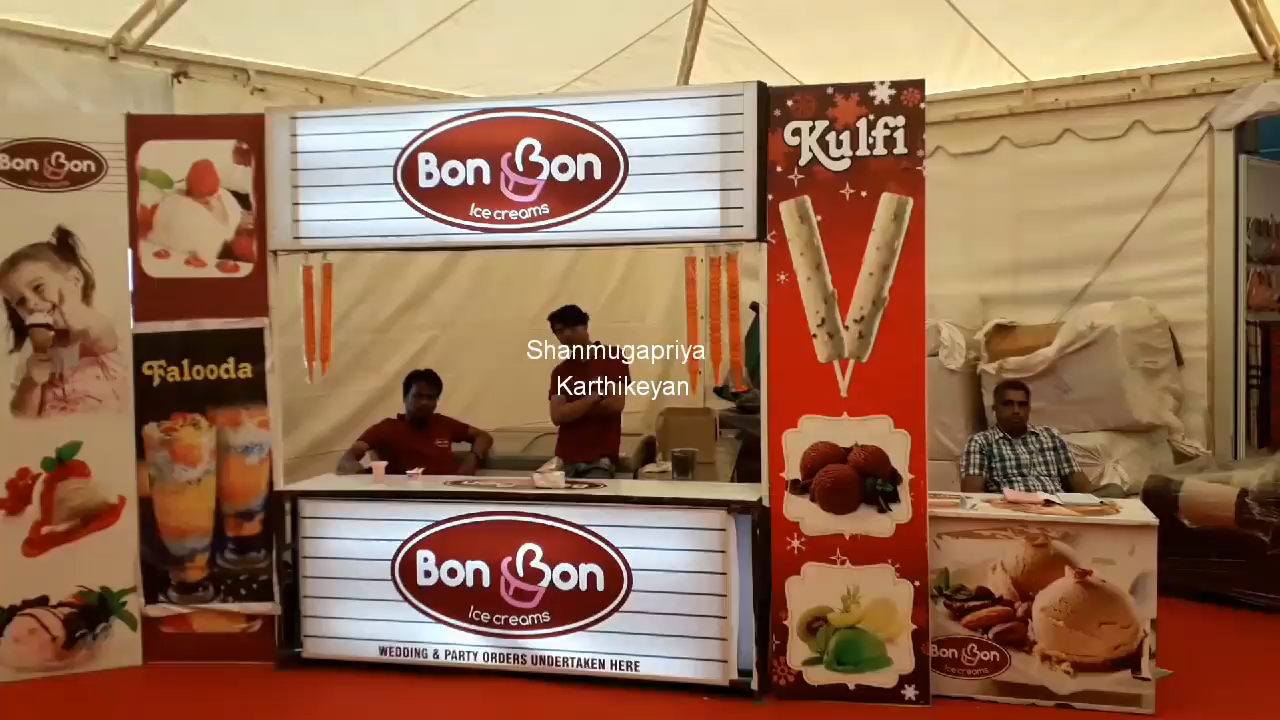 Bon Bon
Ice creams
Kulfi
Bon Bon
Falooda
Shanmugapriya
Karthikeyan
Bon Bon
Ice creams
WEDDING & PARTY ORDERS UNDERTAKEN HERE
Bon Bon
Ice creams